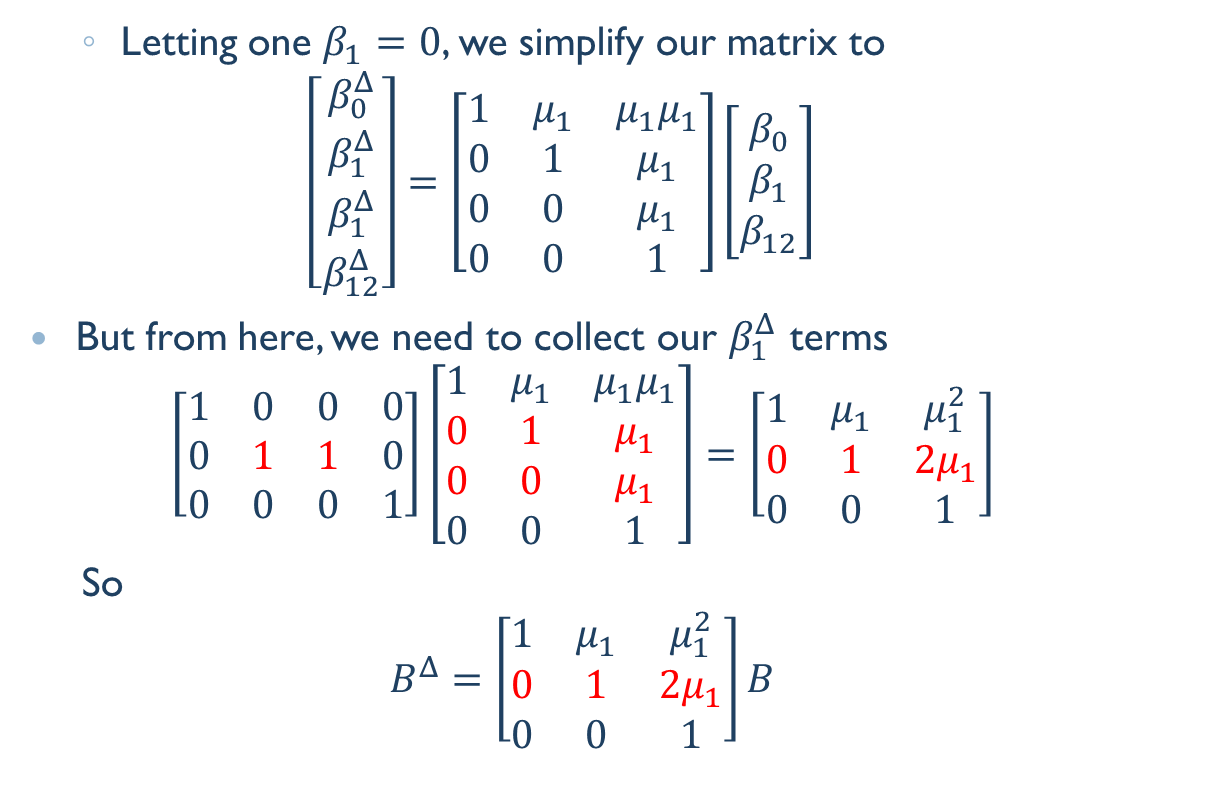 ◦ Letting one β₁ = 0, we simplify our matrix to
[β₀^Δ; β₁^Δ; β₁^Δ; β₁₂^Δ] = [1 μ₁ μ₁μ₁; 0 1 μ₁; 0 0 μ₁; 0 0 1] [β₀; β₁; β₁₂]
• But from here, we need to collect our β₁^Δ terms
[1 0 0 0; 0 1 1 0; 0 0 0 1] [1 μ₁ μ₁μ₁; 0 1 μ₁; 0 0 μ₁; 0 0 1] = [1 μ₁ μ₁²; 0 1 2μ₁; 0 0 1]
So
B^Δ = [1 μ₁ μ₁²; 0 1 2μ₁; 0 0 1] B